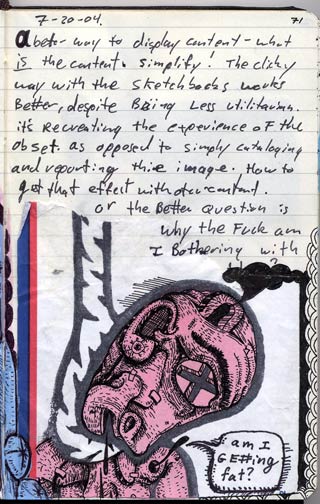 7-20-04.
71
a better way to display content - what
is the content. Simplify! The clicky
way with the sketchbooks works
Better, despite Being Less utilitarian.
it's Recreating the experience of the
object. as opposed to simply cataloging
and reporting this image. How to
get that effect with other content.
or the Better question is
why the Fuck am
I Bothering with
?
am I
GETTing
fat?